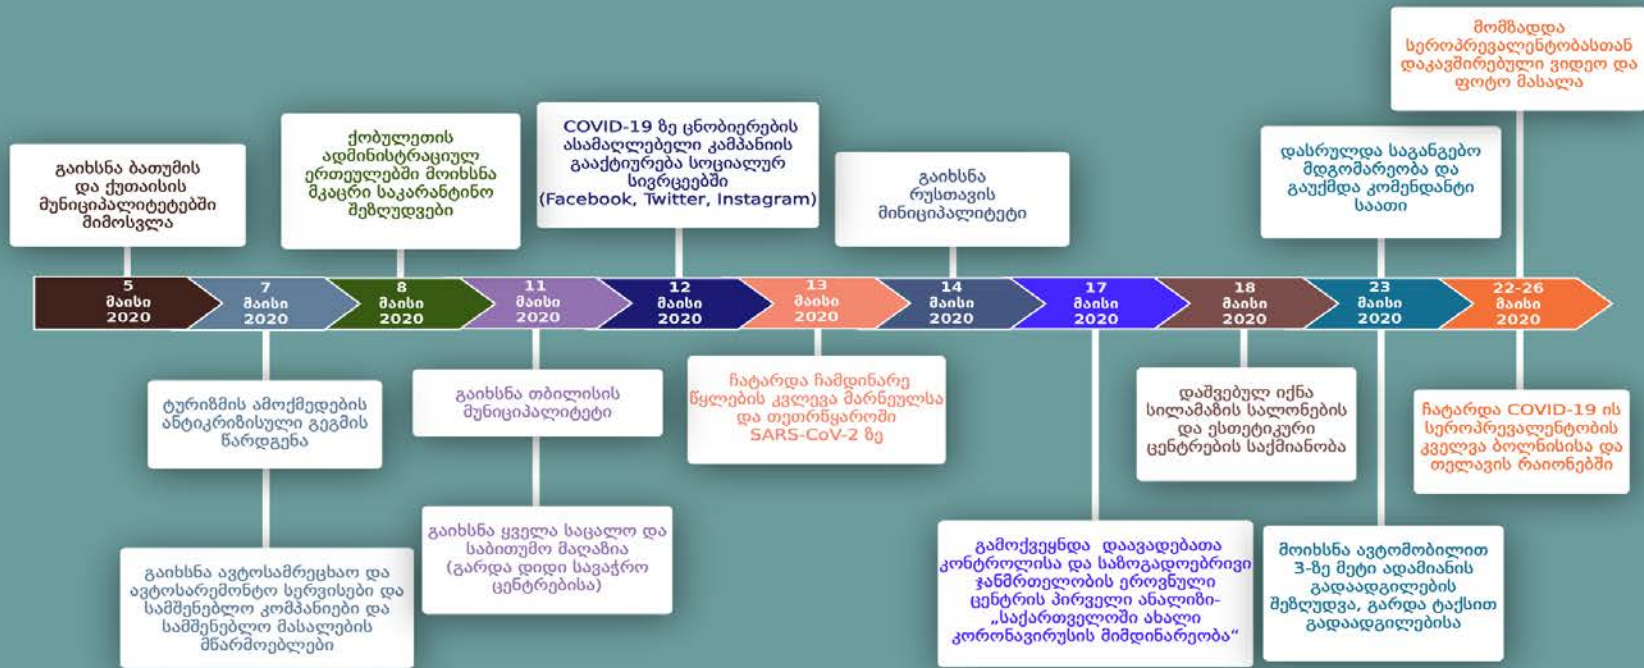 გაიხსნა ბათუმის
და ქუთაისის
მუნიციპალიტეტებში
მიმოსვლა
ქობულეთის
ადმინისტრაციულ
ერთეულებში მოიხსნა
მკაცრი საკარანტინო
შეზღუდვები
COVID-19 ზე ცნობიერების
ასამაღლებელი კამპანიის
გააქტიურება სოციალურ
სივრცეებში
(Facebook, Twitter, Instagram)
გაიხსნა
რუსთავის
მინიციპალიტეტი
დასრულდა საგანგებო
მდგომარეობა და
გაუქმდა კომენდანტი
საათი
მომზადდა
სეროპრევალენტობასთან
დაკავშირებული ვიდეო და
ფოტო მასალა
5
მაისი
2020
7
მაისი
2020
8
მაისი
2020
11
მაისი
2020
12
მაისი
2020
13
მაისი
2020
14
მაისი
2020
17
მაისი
2020
18
მაისი
2020
23
მაისი
2020
22-26
მაისი
2020
ტურიზმის ამოქმედების
ანტიკრიზისული გეგმის
წარდგენა
გაიხსნა ავტოსამრეცხაო და
ავტოსარემონტო სერვისები და
სამშენებლო კომპანიები და
სამშენებლო მასალების
მწარმოებლები
გაიხსნა თბილისის
მუნიციპალიტეტი
გაიხსნა ყველა საცალო და
საბითუმო მაღაზია
(გარდა დიდი სავაჭრო
ცენტრებისა)
ჩატარდა ჩამდინარე
წყლების კვლევა მარნეულსა
და თეთრწყაროში
SARS-CoV-2 ზე
გამოქვეყნდა დაავადებათა
კონტროლისა და საზოგადოებრივი
ჯანმრთელობის ეროვნული
ცენტრის პირველი ანალიზი-
„საქართველოში ახალი
კორონავირუსის მიმდინარეობა“
დაშვებულ იქნა
სილამაზის სალონების
და ესთეტიკური
ცენტრების საქმიანობა
მოიხსნა ავტომობილით
3-ზე მეტი ადამიანის
გადაადგილების
შეზღუდვა, გარდა ტაქსით
გადაადგილებისა
ჩატარდა COVID-19 ის
სეროპრევალენტობის
კველვა ბოლნისისა და
თელავის რაიონებში